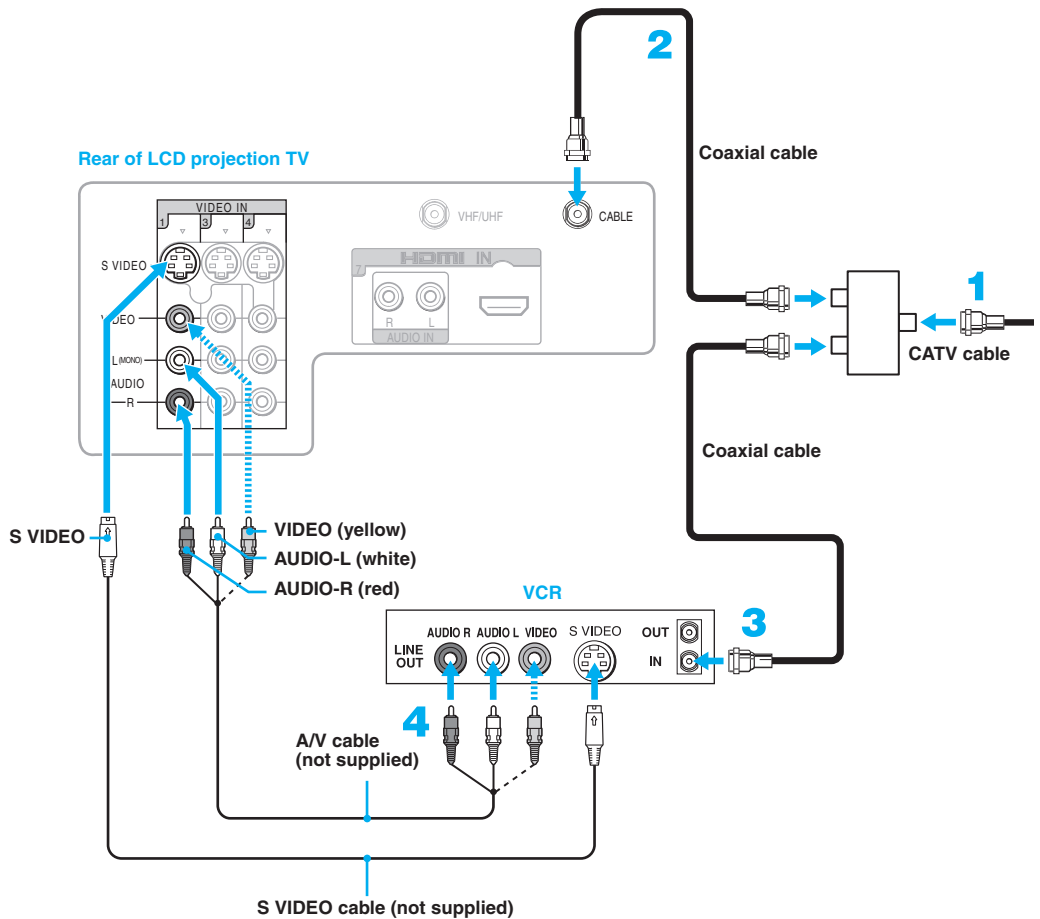 2
Coaxial cable
Rear of LCD projection TV
VIDEO IN
1 3 4
VHF/UHF
CABLE
S VIDEO
HDMI IN
7
1
VIDEO
R L
AUDIO IN
CATV cable
L (MONO)
AUDIO
R
Coaxial cable
S VIDEO
VIDEO (yellow)
AUDIO-L (white)
AUDIO-R (red)
VCR
AUDIO R AUDIO L VIDEO S VIDEO OUT
3
LINE
OUT
IN
4
A/V cable
(not supplied)
S VIDEO cable (not supplied)